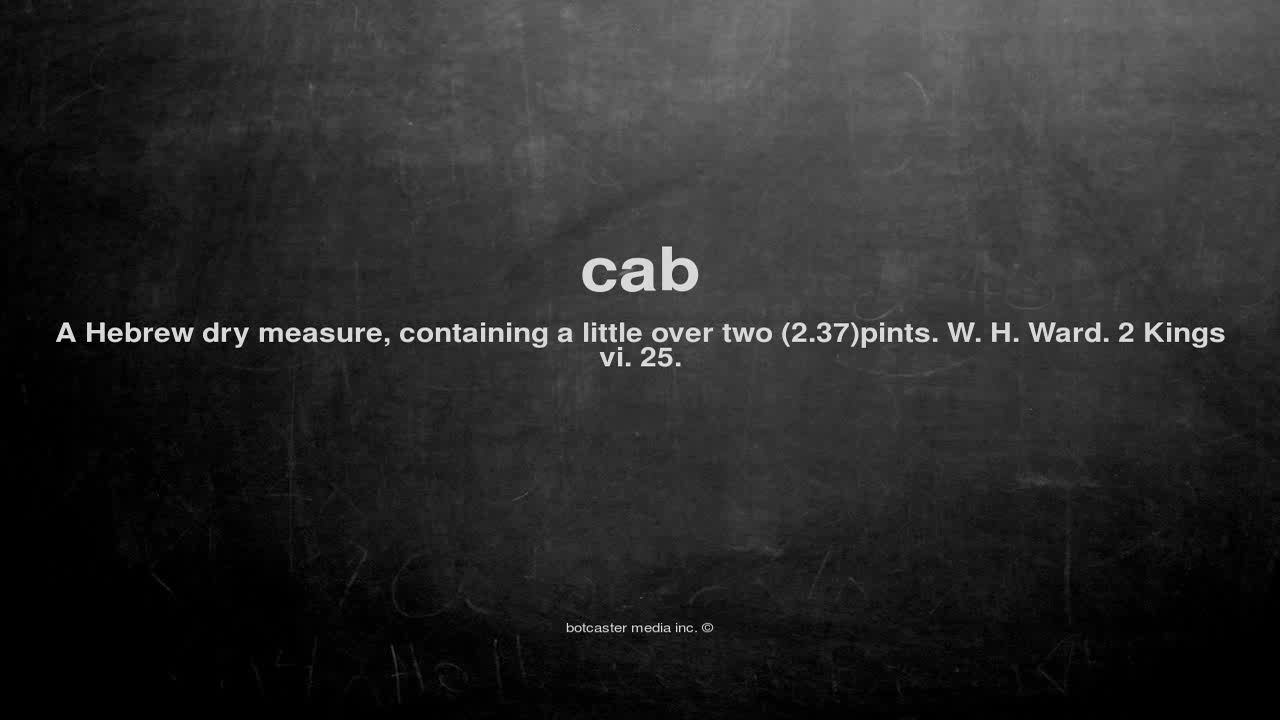 cab
A Hebrew dry measure, containing a little over two (2.37)pints. W. H. Ward. 2 Kings
vi. 25.
botcaster media inc. ©